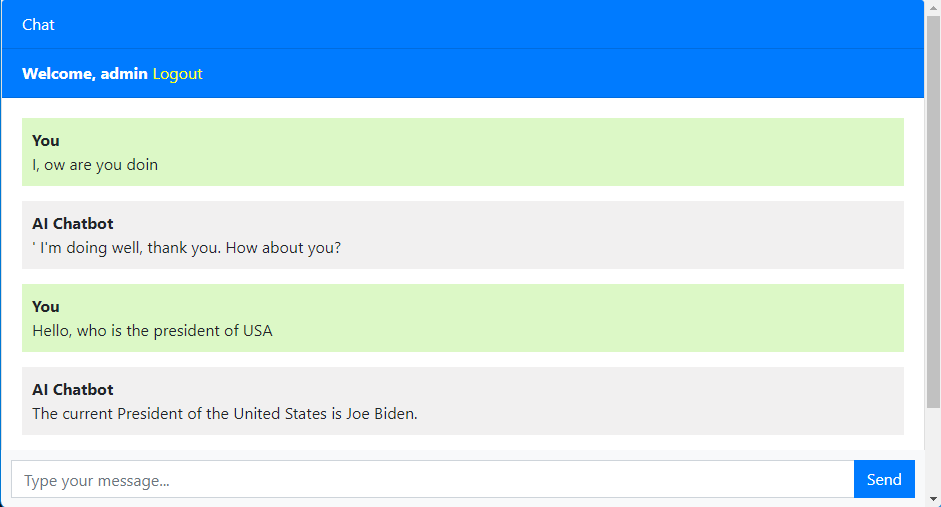 Chat
Welcome, admin Logout
You
I, ow are you doin
AI Chatbot
' I'm doing well, thank you. How about you?
You
Hello, who is the president of USA
AI Chatbot
The current President of the United States is Joe Biden.
Type your message...
Send